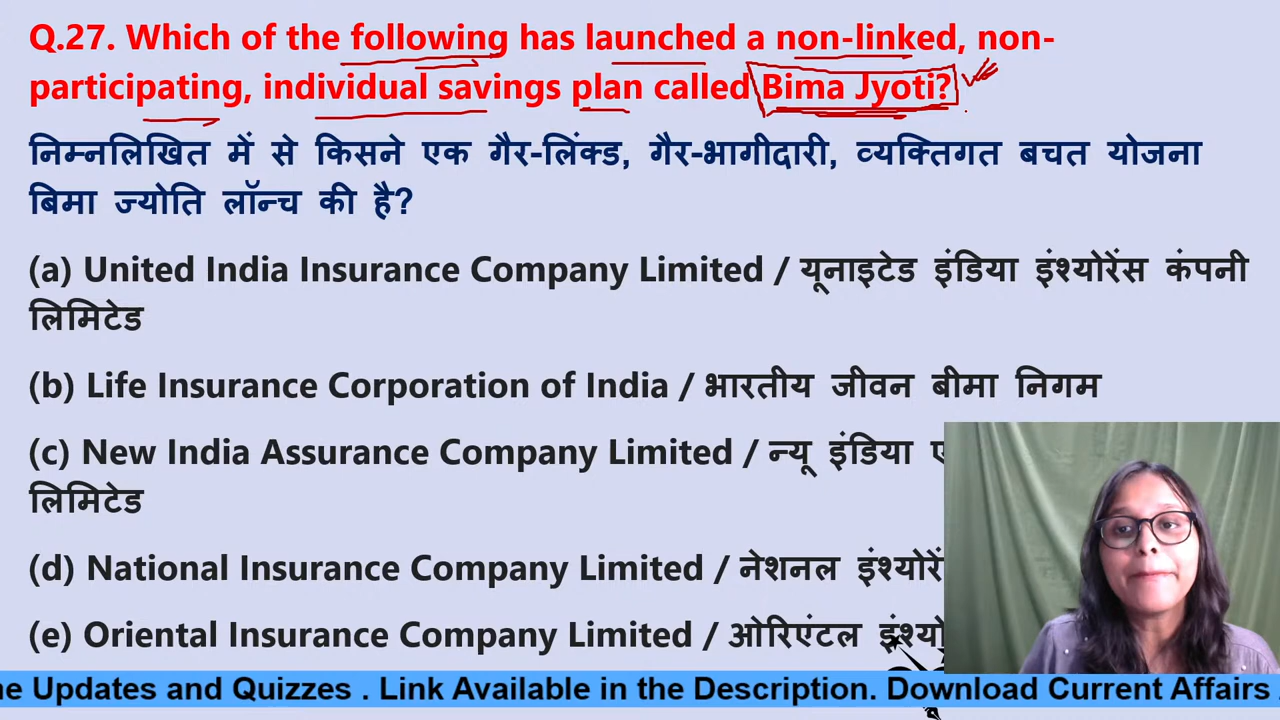 Q.27. Which of the following has launched a non-linked, non-
participating, individual savings plan called Bima Jyoti?
निम्नलिखित में से किसने एक गैर-लिंक्ड, गैर-भागीदारी, व्यक्तिगत बचत योजना
बिमा ज्योति लॉन्च की है?
(a) United India Insurance Company Limited / यूनाइटेड इंडिया इंश्योरेंस कंपनी
लिमिटेड
(b) Life Insurance Corporation of India / भारतीय जीवन बीमा निगम
(c) New India Assurance Company Limited / न्यू इंडिया
लिमिटेड
(d) National Insurance Company Limited / नेशनल
(e) Oriental Insurance Company Limited / ओरिएंटल
Updates and Quizzes . Link Available in the Description. Download Current Affairs